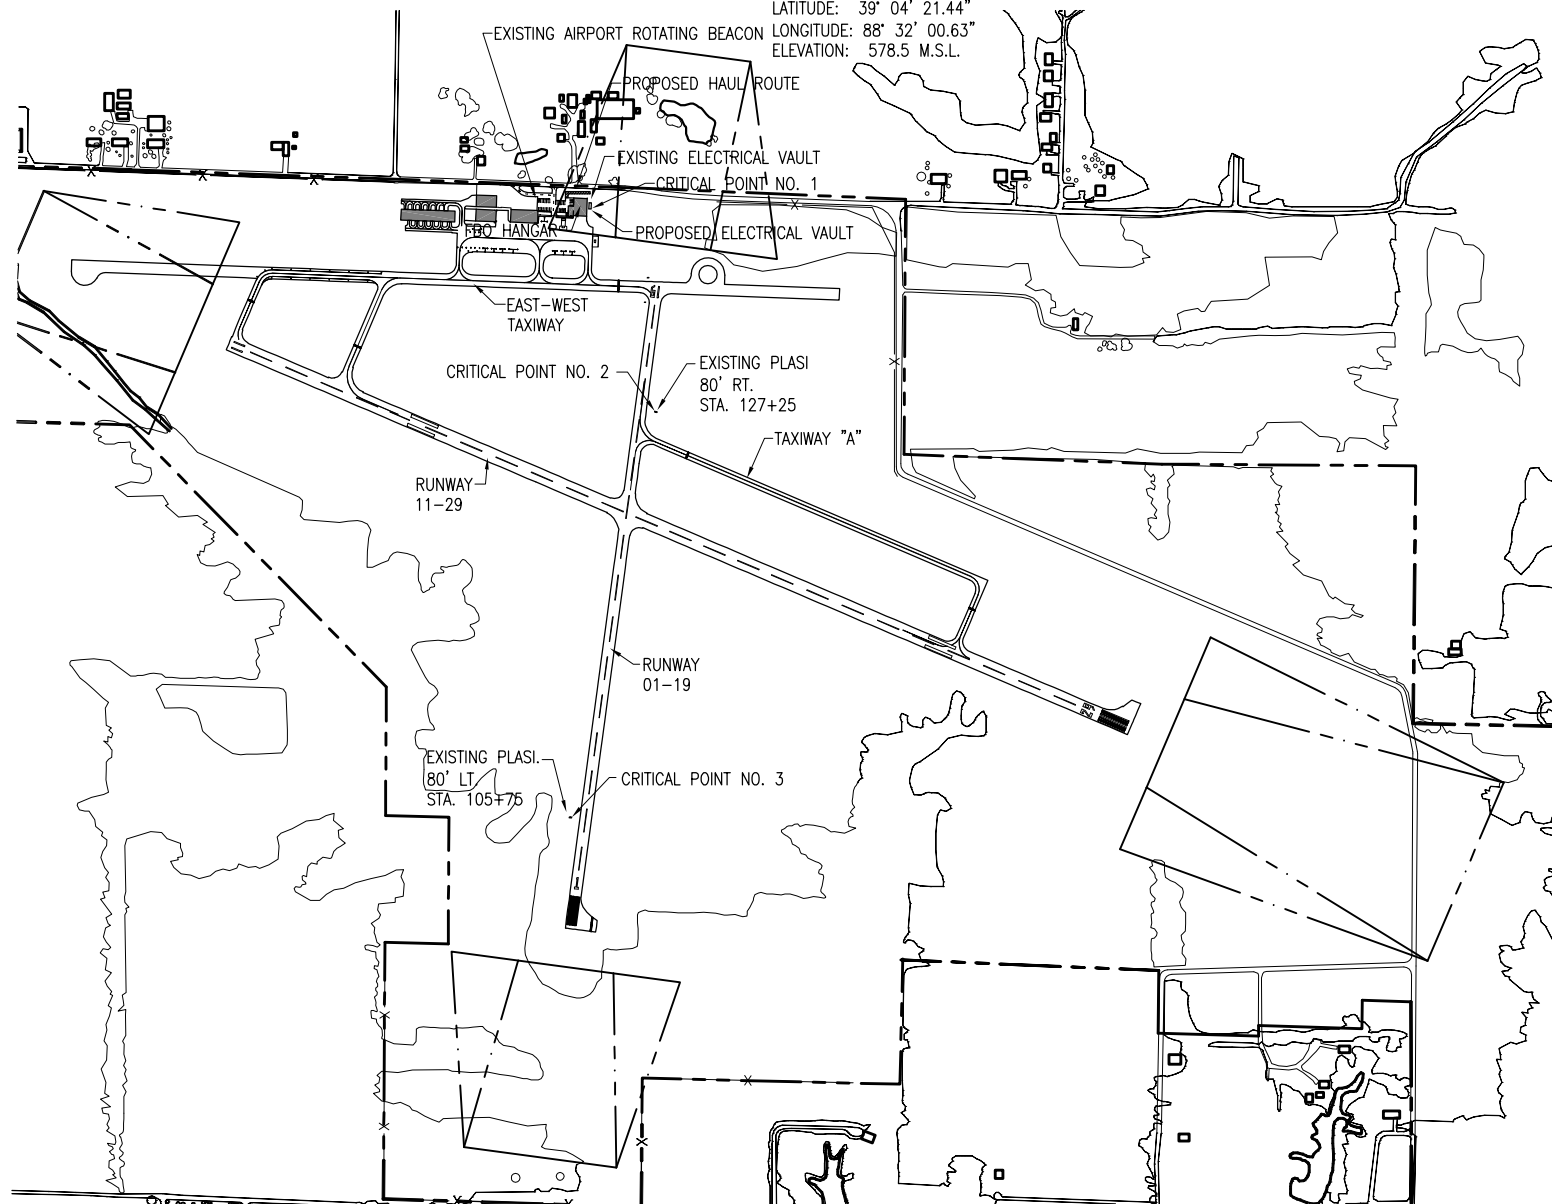 LATITUDE: 39° 04' 21.44"
LONGITUDE: 88° 32' 00.63"
ELEVATION: 578.5 M.S.L.
EXISTING AIRPORT ROTATING BEACON
PROPOSED HAUL ROUTE
EXISTING ELECTRICAL VAULT
CRITICAL POINT NO. 1
FBO HANGAR
PROPOSED ELECTRICAL VAULT
EAST-WEST
TAXIWAY
CRITICAL POINT NO. 2
EXISTING PLASI
80' RT.
STA. 127+25
TAXIWAY "A"
RUNWAY
11-29
RUNWAY
01-19
EXISTING PLASI.
80' LT.
STA. 105+75
CRITICAL POINT NO. 3